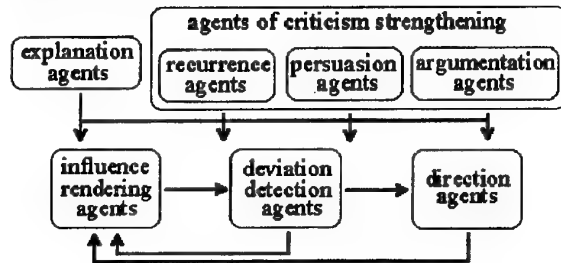 agents of criticism strengthening
explanation
agents
recurrence
agents
persuasion
agents
argumentation
agents
influence
rendering
agents
deviation
detection
agents
direction
agents